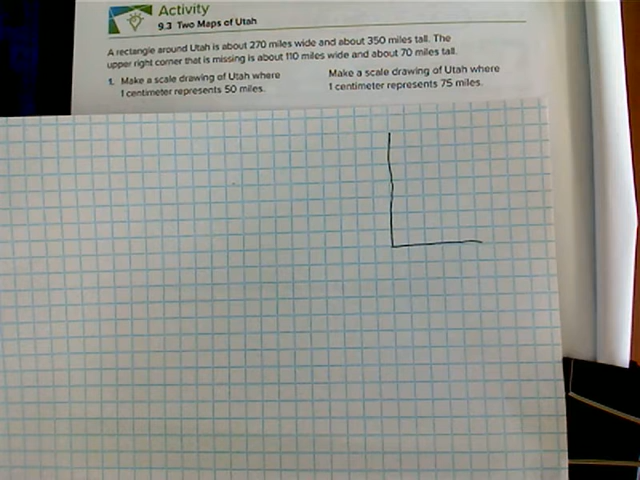 Activity
9.3 Two Maps of Utah
A rectangle around Utah is about 270 miles wide and about 350 miles tall. The
upper right corner that is missing is about 110 miles wide and about 70 miles tall.
1. Make a scale drawing of Utah where
1 centimeter represents 50 miles.
Make a scale drawing of Utah where
1 centimeter represents 75 miles.